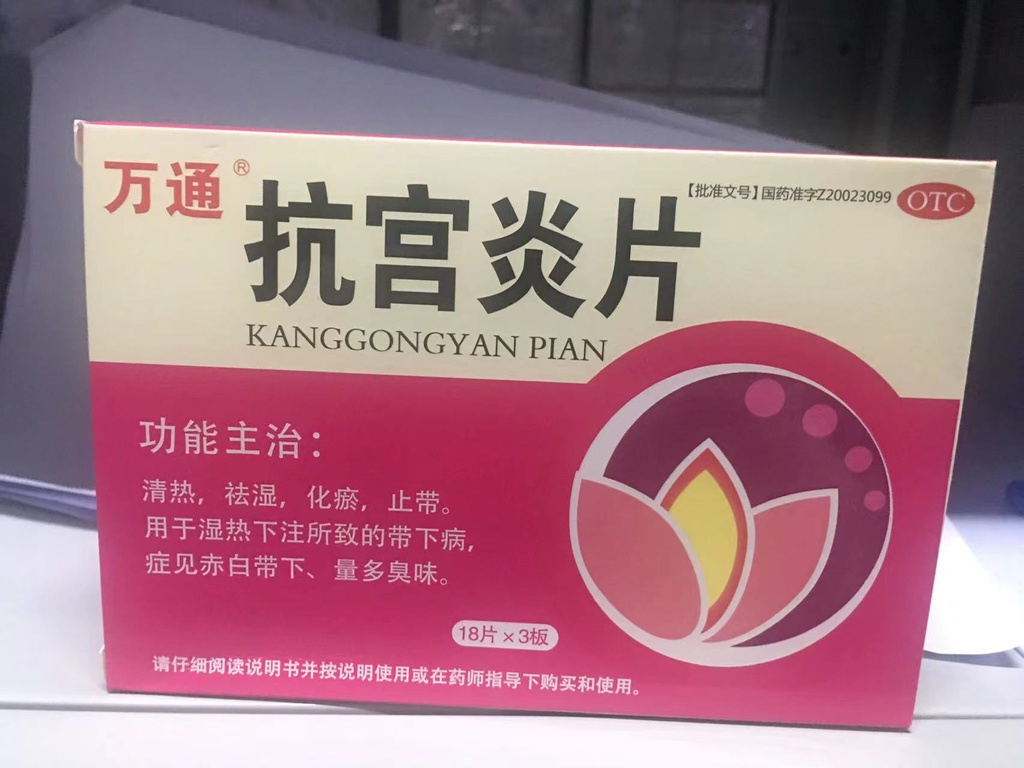 万通®
【批准文号】国药准字Z20023099
OTC
抗宫炎片
KANGGONGYAN PIAN
功能主治：
清热，祛湿，化瘀，止带。
用于湿热下注所致的带下病，
症见赤白带下、量多臭味。
18片×3板
请仔细阅读说明书并按说明使用或在药师指导下购买和使用。